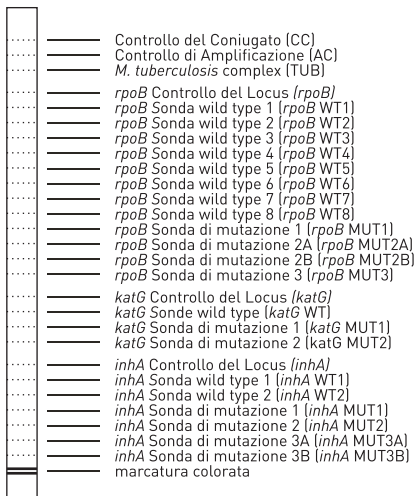 Controllo del Coniugato (CC)
Controllo di Amplificazione (AC)
M. tuberculosis complex (TUB)
rpoB Controllo del Locus (rpoB)
rpoB Sonda wild type 1 (rpoB WT1)
rpoB Sonda wild type 2 (rpoB WT2)
rpoB Sonda wild type 3 (rpoB WT3)
rpoB Sonda wild type 4 (rpoB WT4)
rpoB Sonda wild type 5 (rpoB WT5)
rpoB Sonda wild type 6 (rpoB WT6)
rpoB Sonda wild type 7 (rpoB WT7)
rpoB Sonda wild type 8 (rpoB WT8)
rpoB Sonda di mutazione 1 (rpoB MUT1)
rpoB Sonda di mutazione 2A (rpoB MUT2A)
rpoB Sonda di mutazione 2B (rpoB MUT2B)
rpoB Sonda di mutazione 3 (rpoB MUT3)
katG Controllo del Locus (katG)
katG Sonde wild type (katG WT)
katG Sonda di mutazione 1 (katG MUT1)
katG Sonda di mutazione 2 (katG MUT2)
inhA Controllo del Locus (inhA)
inhA Sonda wild type 1 (inhA WT1)
inhA Sonda wild type 2 (inhA WT2)
inhA Sonda di mutazione 1 (inhA MUT1)
inhA Sonda di mutazione 2 (inhA MUT2)
inhA Sonda di mutazione 3A (inhA MUT3A)
inhA Sonda di mutazione 3B (inhA MUT3B)
marcatura colorata